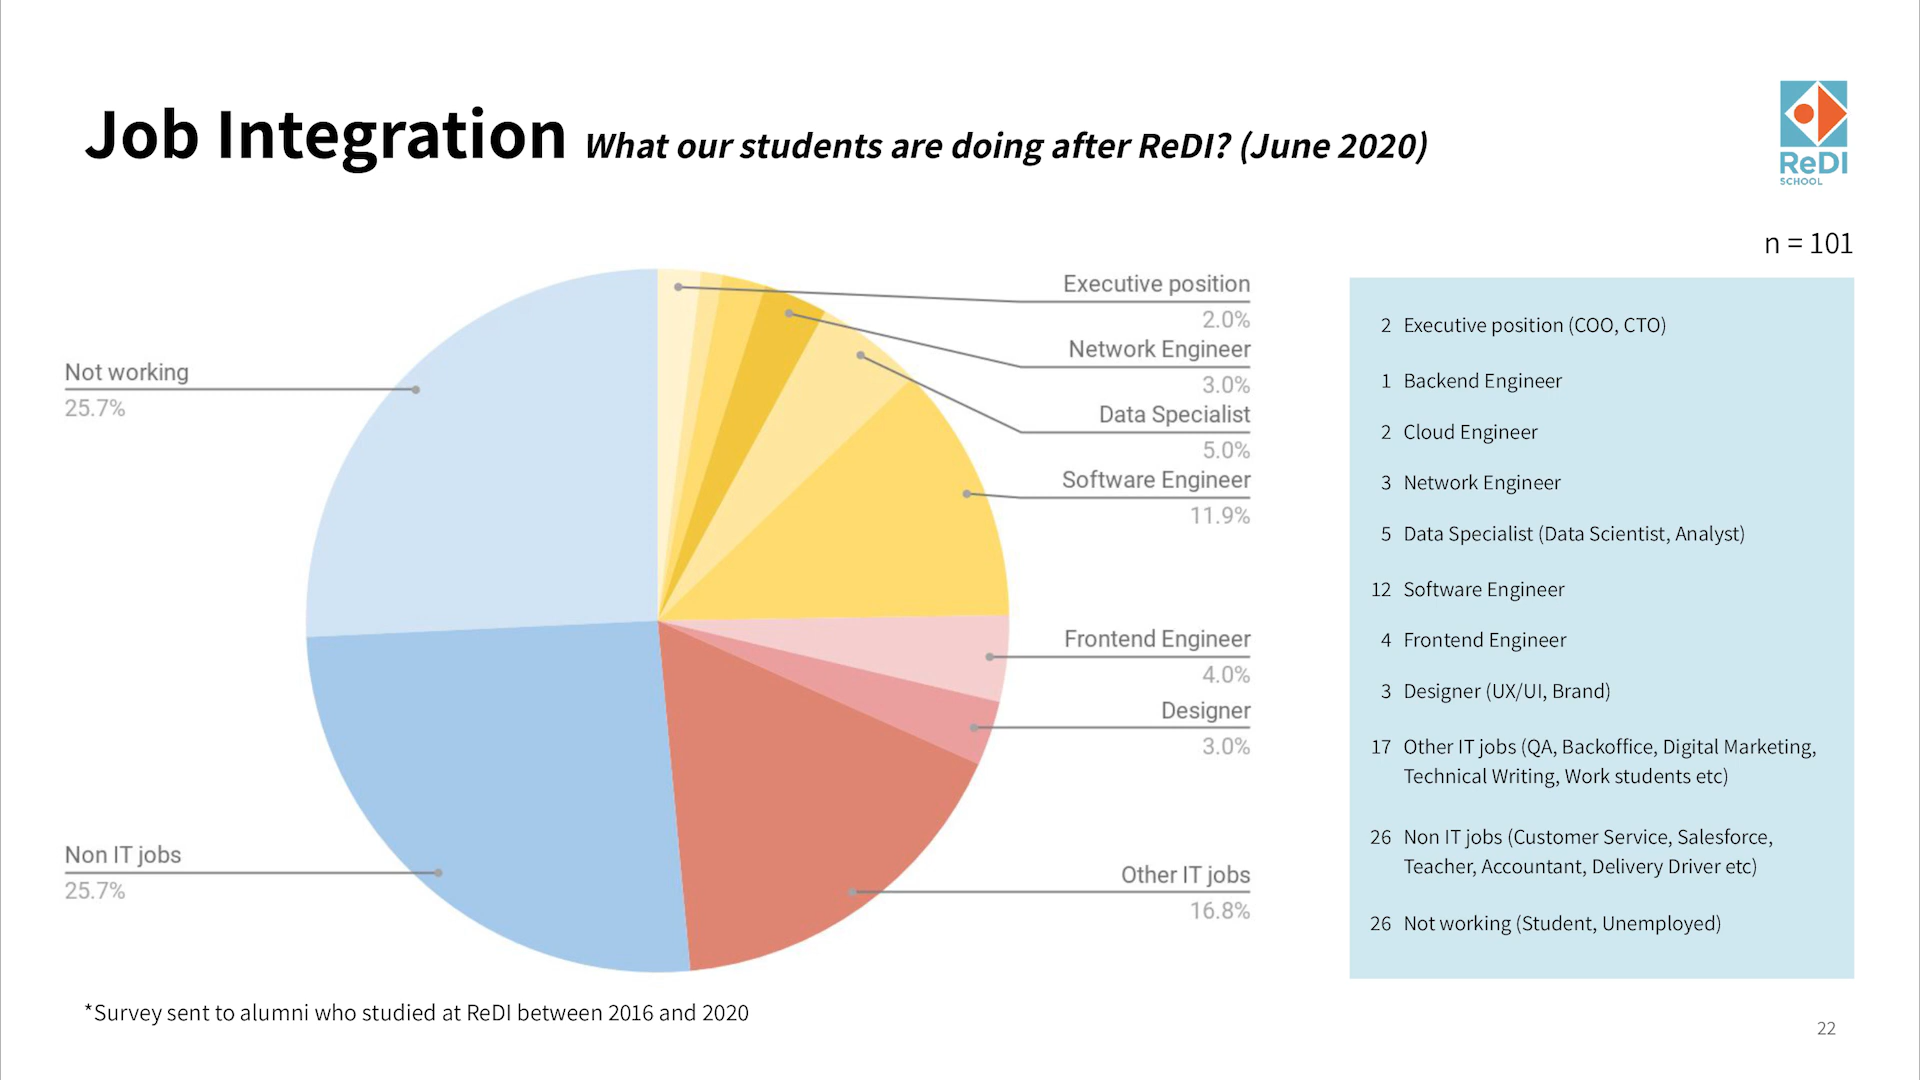 Job Integration What our students are doing after ReDI? (June 2020)
ReDI
SCHOOL
n = 101
Executive position
2.0%
Network Engineer
3.0%
Data Specialist
5.0%
Software Engineer
11.9%
Frontend Engineer
4.0%
Designer
3.0%
Other IT jobs
16.8%
Not working
25.7%
Non IT jobs
25.7%
2 Executive position (COO, CTO)
1 Backend Engineer
2 Cloud Engineer
3 Network Engineer
5 Data Specialist (Data Scientist, Analyst)
12 Software Engineer
4 Frontend Engineer
3 Designer (UX/UI, Brand)
17 Other IT jobs (QA, Backoffice, Digital Marketing,
Technical Writing, Work students etc)
26 Non IT jobs (Customer Service, Salesforce,
Teacher, Accountant, Delivery Driver etc)
26 Not working (Student, Unemployed)
*Survey sent to alumni who studied at ReDI between 2016 and 2020
22